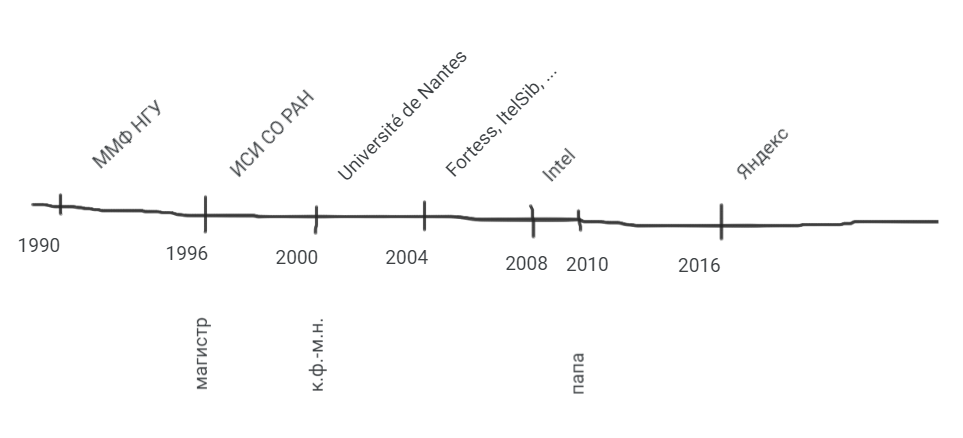 ММФ НГУ
ИСИ СО РАН
Université de Nantes
Fortess, ItelSib, ...
Intel
Яндекс
1990
1996
2000
2004
2008
2010
2016
магистр
к.ф.-м.н.
папа